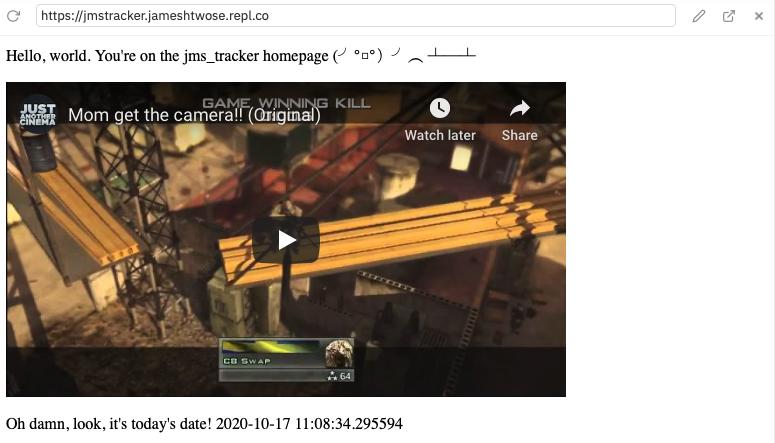 https://jmstracker.jameshtwose.repl.co
Hello, world. You're on the jms_tracker homepage (╯°□°)╯︵ ┻━┻
JUST
ANOTHER
CINEMA
Mom get the camera!! (Original)
GAME WINNING KILL
Watch later
Share
CB SWAP
64
Oh damn, look, it's today's date! 2020-10-17 11:08:34.295594